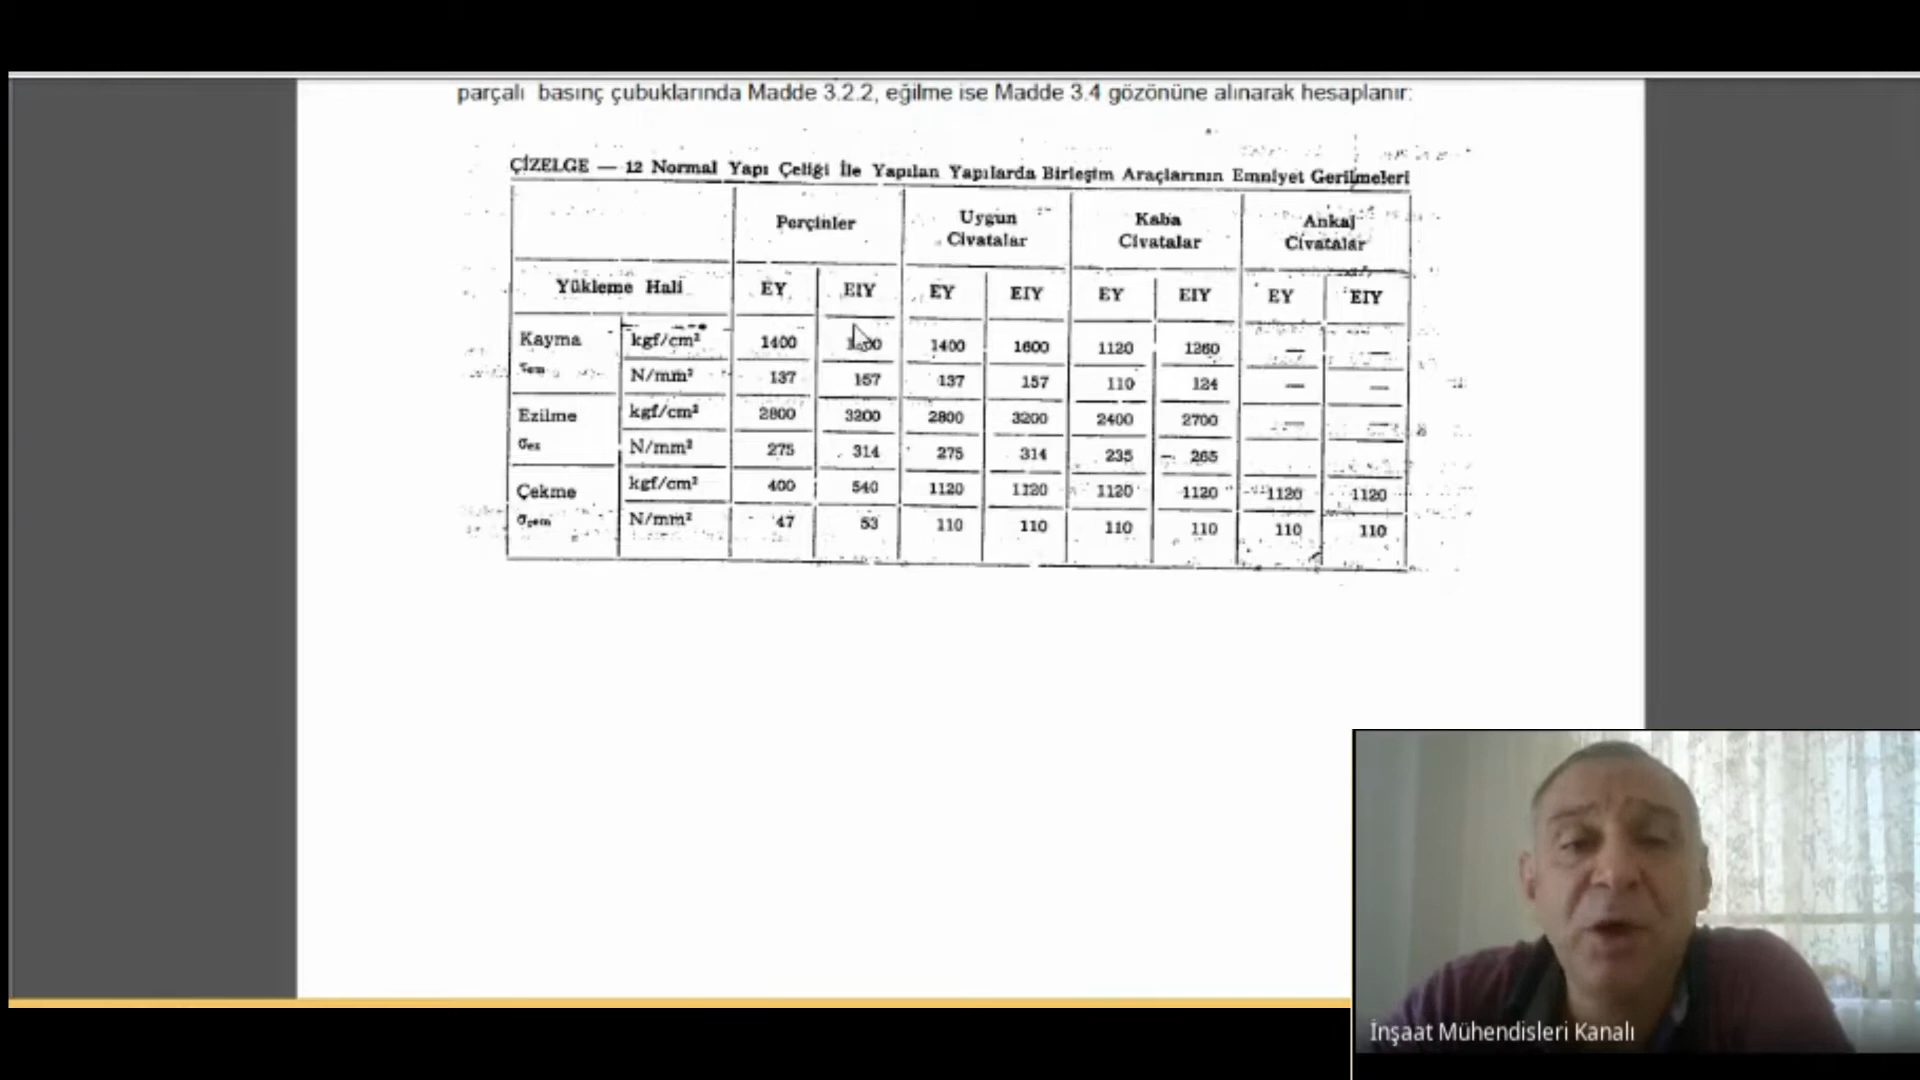 parçalı basınç çubuklarında Madde 3.2.2, eğilme ise Madde 3.4 gözönüne alınarak hesaplanır:
ÇİZELGE — 12 Normal Yapı Çeliği İle Yapılan Yapılarda Birleşim Araçlarının Emniyet Gerilmeleri
Perçinler Uygun Civatalar Kaba Civatalar Ankaj Civatalar
Yükleme Hali EY EIY EY EIY EY EIY EY EIY
Kayma kgf/cm² 1400 1400 1600 1120 1260 — —
N/mm² 137 157 137 157 110 124 — —
Ezilme kgf/cm² 2800 3200 2800 3200 2400 2700 — —
σez N/mm² 275 314 275 314 235 265
Çekme kgf/cm² 400 540 1120 1120 1120 1120 1120 1120
σçem N/mm² 47 53 110 110 110 110 110 110
İnşaat Mühendisleri Kanalı